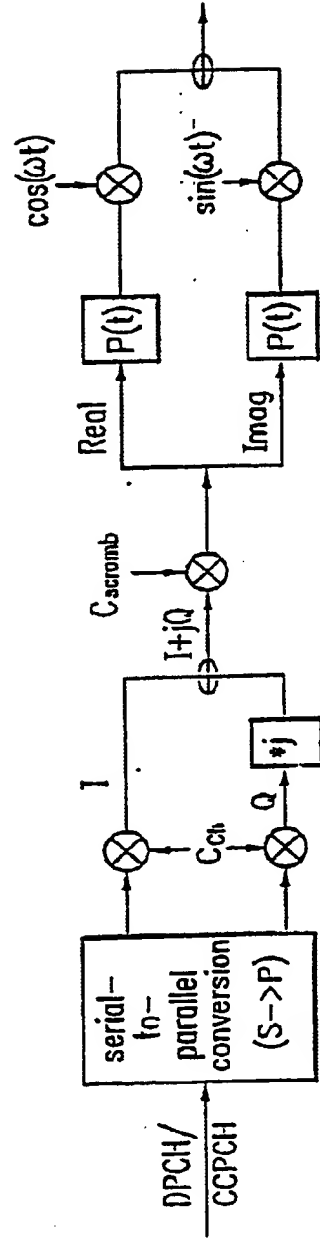 DPCH/
CCPCH
serial-
to-
parallel
conversion
(S->P)
I
C_Ch
Q
*j
I+jQ
C_scramb
Real
Imag
P(t)
P(t)
cos(ωt)
sin(ωt)